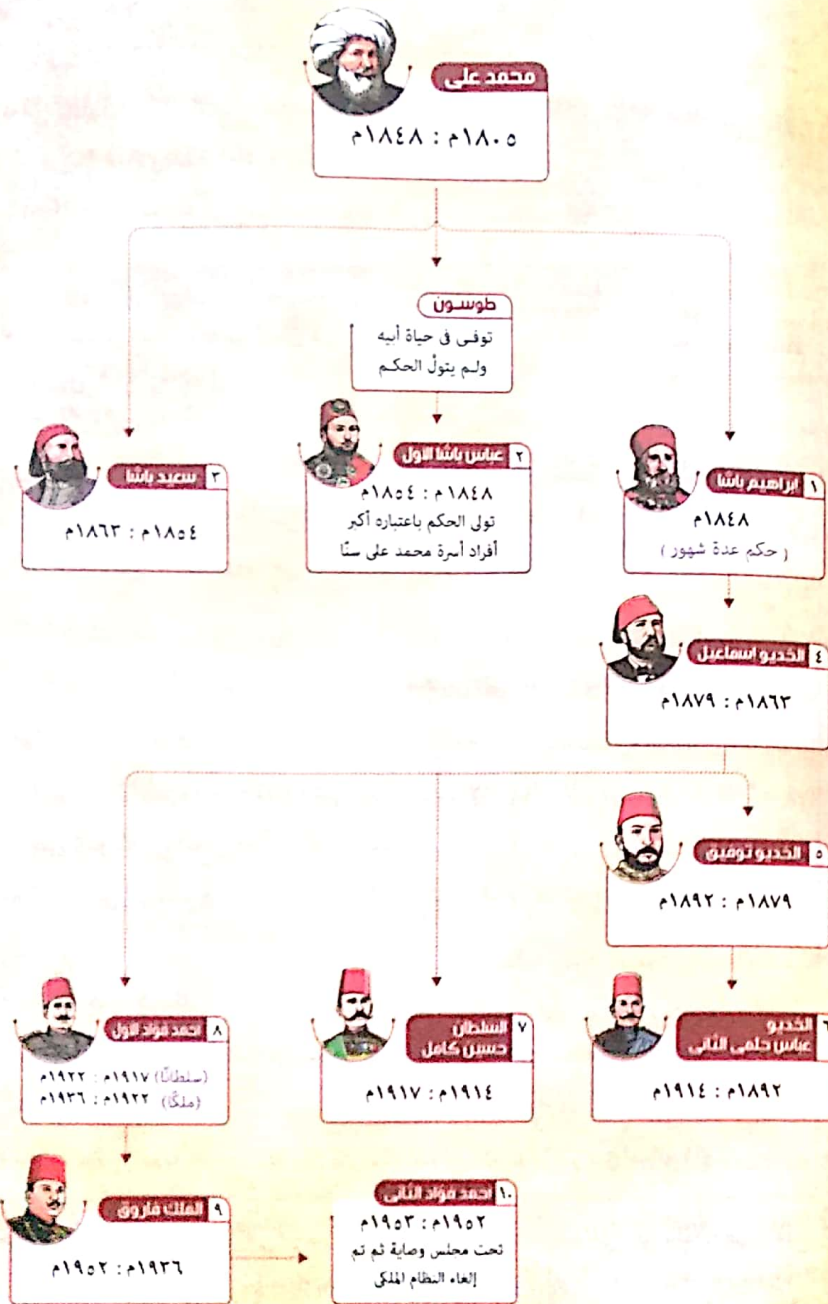 محمد على
١٨٠٥م : ١٨٤٨م
طوسون
توفى فى حياة أبيه
ولم يتولَّ الحكم
١ ابراهيم باشا
١٨٤٨م
( حكم عدة شهور )
٢ عباس باشا الاول
١٨٤٨م : ١٨٥٤م
تولى الحكم باعتباره أكبر
أفراد أسرة محمد على سنًّا
٣ سعيد باشا
١٨٥٤م : ١٨٦٣م
٤ الخديو اسماعيل
١٨٦٣م : ١٨٧٩م
٥ الخديو توفيق
١٨٧٩م : ١٨٩٢م
٦ الخديو
عباس حلمى الثانى
١٨٩٢م : ١٩١٤م
٧ السلطان
حسين كامل
١٩١٤م : ١٩١٧م
٨ احمد فؤاد الاول
(سلطانًا) ١٩١٧م : ١٩٢٢م
(ملكًا) ١٩٢٢م : ١٩٣٦م
٩ الملك فاروق
١٩٣٦م : ١٩٥٢م
١٠ احمد فؤاد الثانى
١٩٥٢م : ١٩٥٣م
تحت مجلس وصاية ثم تم
إلغاء النظام الملكى